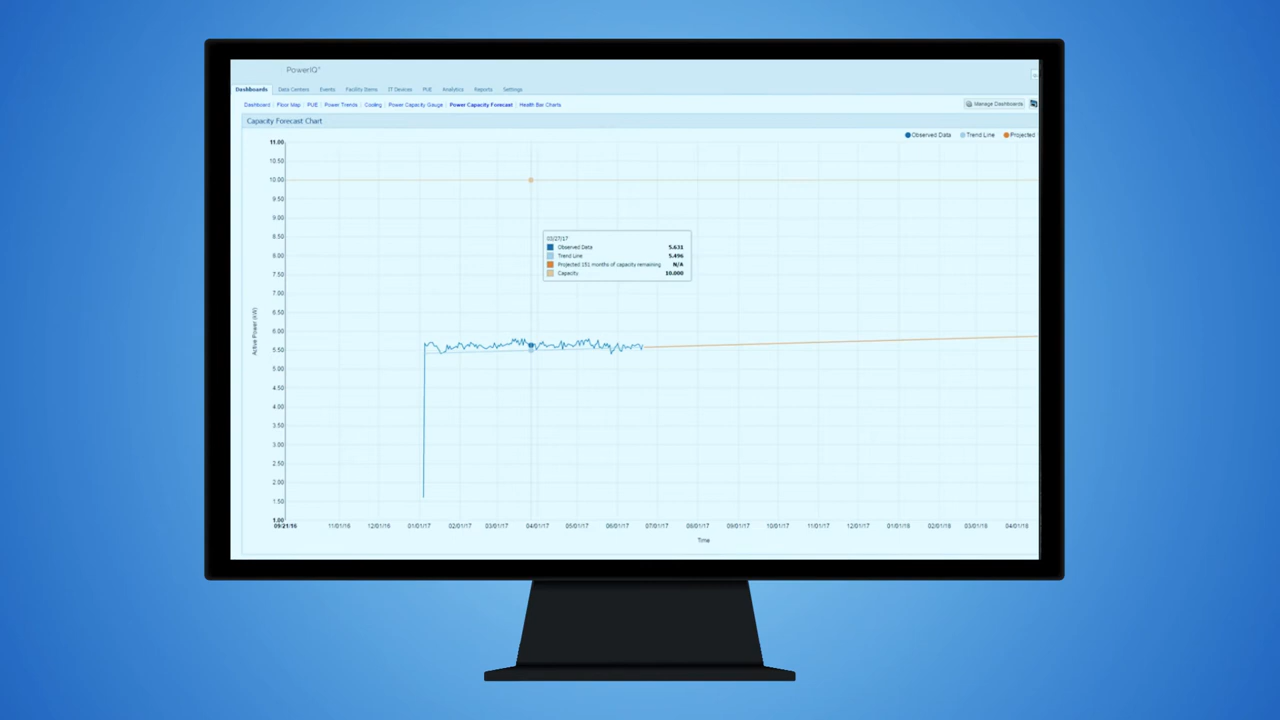 PowerIQ°
Dashboards Data Centers Events Facility Items IT Devices PUE Analytics Reports Settings
Dashboard | Floor Map | PUE | Power Trends | Cooling | Power Capacity Gauge | Power Capacity Forecast | Health Bar Charts
Manage Dashboards
Capacity Forecast Chart
Observed Data Trend Line Projected
11.00
10.50
10.00
9.50
9.00
8.50
8.00
7.50
7.00
6.50
6.00
5.50
5.00
4.50
4.00
3.50
3.00
2.50
2.00
1.50
1.00
Active Power (kW)
03/27/17
Observed Data 5.631
Trend Line 5.496
Projected 151 months of capacity remaining N/A
Capacity 10.000
09/21/16 11/01/16 12/01/16 01/01/17 02/01/17 03/01/17 04/01/17 05/01/17 06/01/17 07/01/17 08/01/17 09/01/17 10/01/17 11/01/17 12/01/17 01/01/18 02/01/18 03/01/18 04/01/18
Time